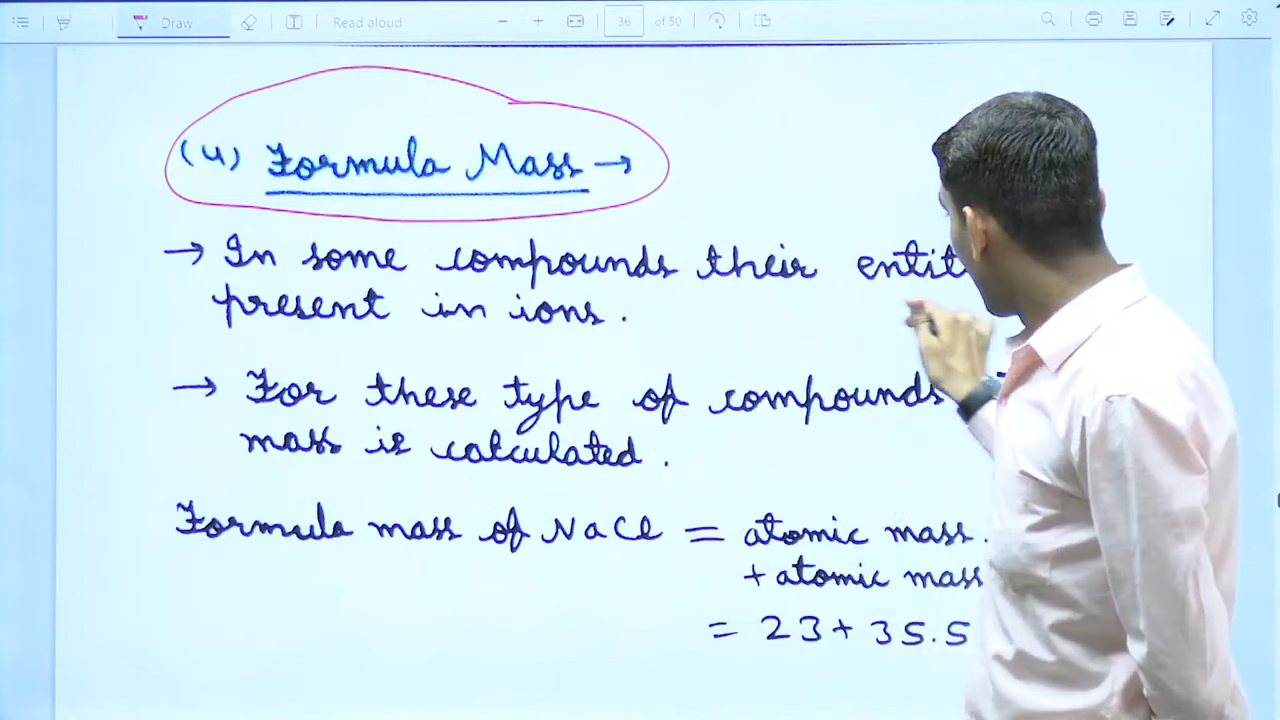 Draw
Read aloud
36 of 50
(4) Formula Mass →
→ In some compounds their
present in ions.
→ For these type of compounds
mass is calculated.
Formula mass of NaCl = atomic mass
+ atomic mass
= 23 + 35.5